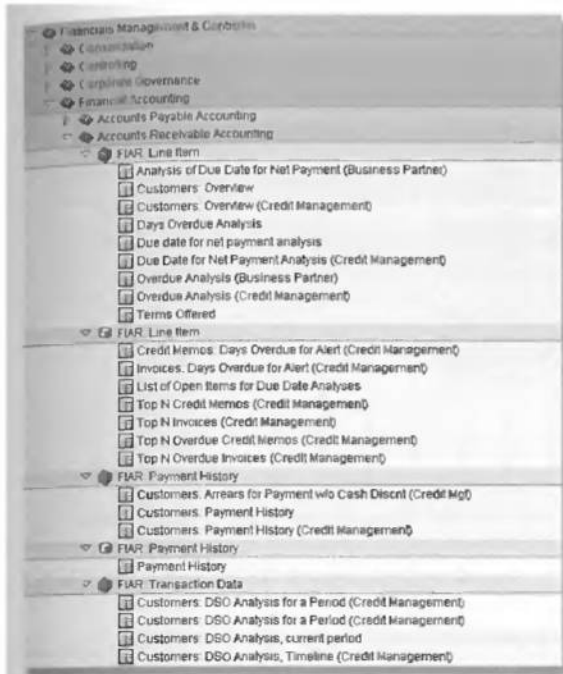 Financials Management & Controlling
Consolidation
Controlling
Corporate Governance
Financial Accounting
Accounts Payable Accounting
Accounts Receivable Accounting
FIAR: Line Item
Analysis of Due Date for Net Payment (Business Partner)
Customers: Overview
Customers: Overview (Credit Management)
Days Overdue Analysis
Due date for net payment analysis
Due Date for Net Payment Analysis (Credit Management)
Overdue Analysis (Business Partner)
Overdue Analysis (Credit Management)
Terms Offered
FIAR: Line Item
Credit Memos: Days Overdue for Alert (Credit Management)
Invoices: Days Overdue for Alert (Credit Management)
List of Open Items for Due Date Analyses
Top N Credit Memos (Credit Management)
Top N Invoices (Credit Management)
Top N Overdue Credit Memos (Credit Management)
Top N Overdue Invoices (Credit Management)
FIAR: Payment History
Customers: Arrears for Payment w/o Cash Discnt (Credit Mgt)
Customers: Payment History
Customers: Payment History (Credit Management)
FIAR: Payment History
Payment History
FIAR: Transaction Data
Customers: DSO Analysis for a Period (Credit Management)
Customers: DSO Analysis for a Period (Credit Management)
Customers: DSO Analysis, current period
Customers: DSO Analysis, Timeline (Credit Management)